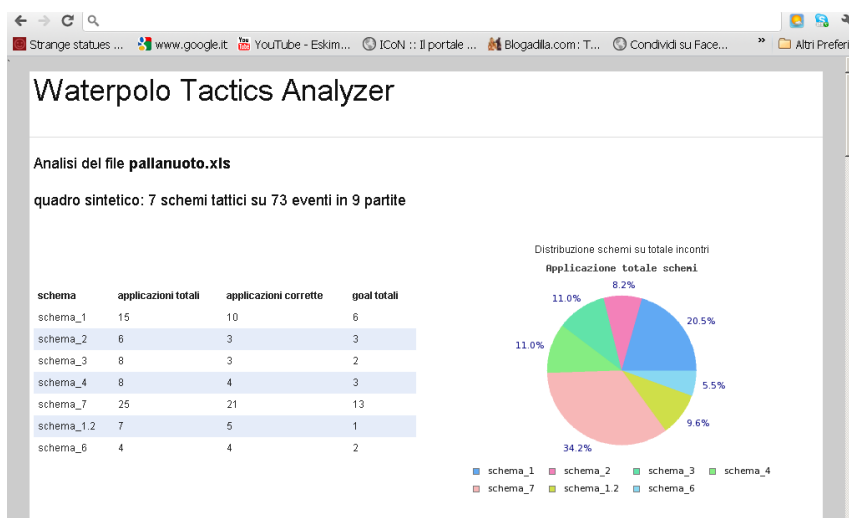 Strange statues ... www.google.it YouTube - Eskim... ICoN :: Il portale ... Blogadilla.com: T... Condividi su Face... » Altri Preferi
Waterpolo Tactics Analyzer
Analisi del file pallanuoto.xls
quadro sintetico: 7 schemi tattici su 73 eventi in 9 partite
schema applicazioni totali applicazioni corrette goal totali
schema_1 15 10 6
schema_2 6 3 3
schema_3 8 3 2
schema_4 8 4 3
schema_7 25 21 13
schema_1.2 7 5 1
schema_6 4 4 2
Distribuzione schemi su totale incontri
Applicazione totale schemi
8.2%
11.0%
20.5%
11.0%
5.5%
9.6%
34.2%
schema_1 schema_2 schema_3 schema_4
schema_7 schema_1.2 schema_6